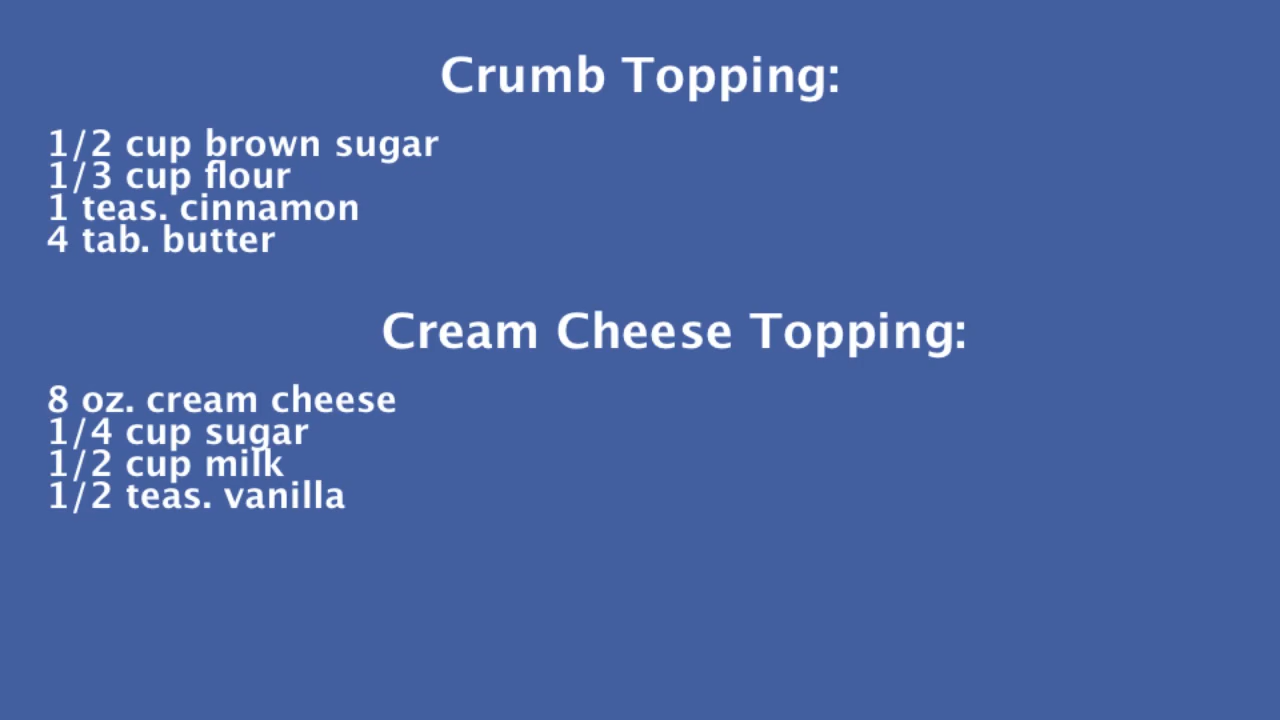 Crumb Topping:
1/2 cup brown sugar
1/3 cup flour
1 teas. cinnamon
4 tab. butter
Cream Cheese Topping:
8 oz. cream cheese
1/4 cup sugar
1/2 cup milk
1/2 teas. vanilla